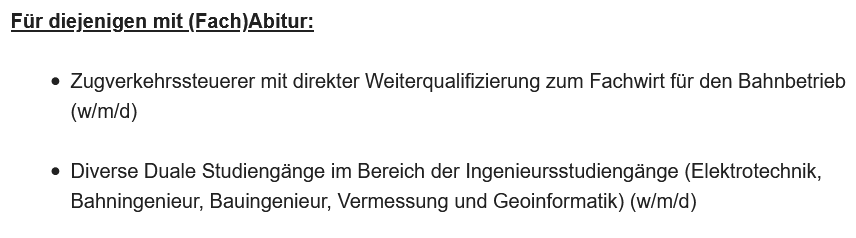 Für diejenigen mit (Fach)Abitur:
• Zugverkehrssteuerer mit direkter Weiterqualifizierung zum Fachwirt für den Bahnbetrieb
(w/m/d)
• Diverse Duale Studiengänge im Bereich der Ingenieursstudiengänge (Elektrotechnik,
Bahningenieur, Bauingenieur, Vermessung und Geoinformatik) (w/m/d)